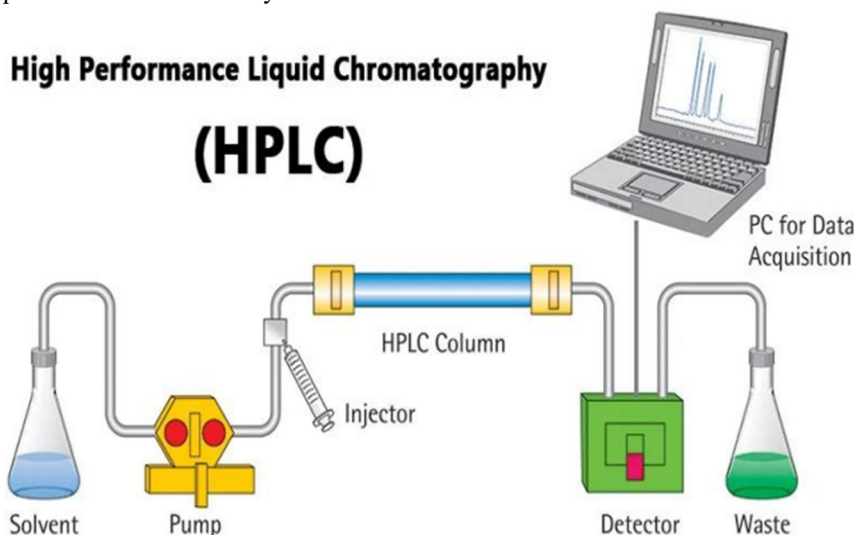 High Performance Liquid Chromatography
(HPLC)
PC for Data
Acquisition
HPLC Column
Injector
Solvent
Pump
Detector
Waste